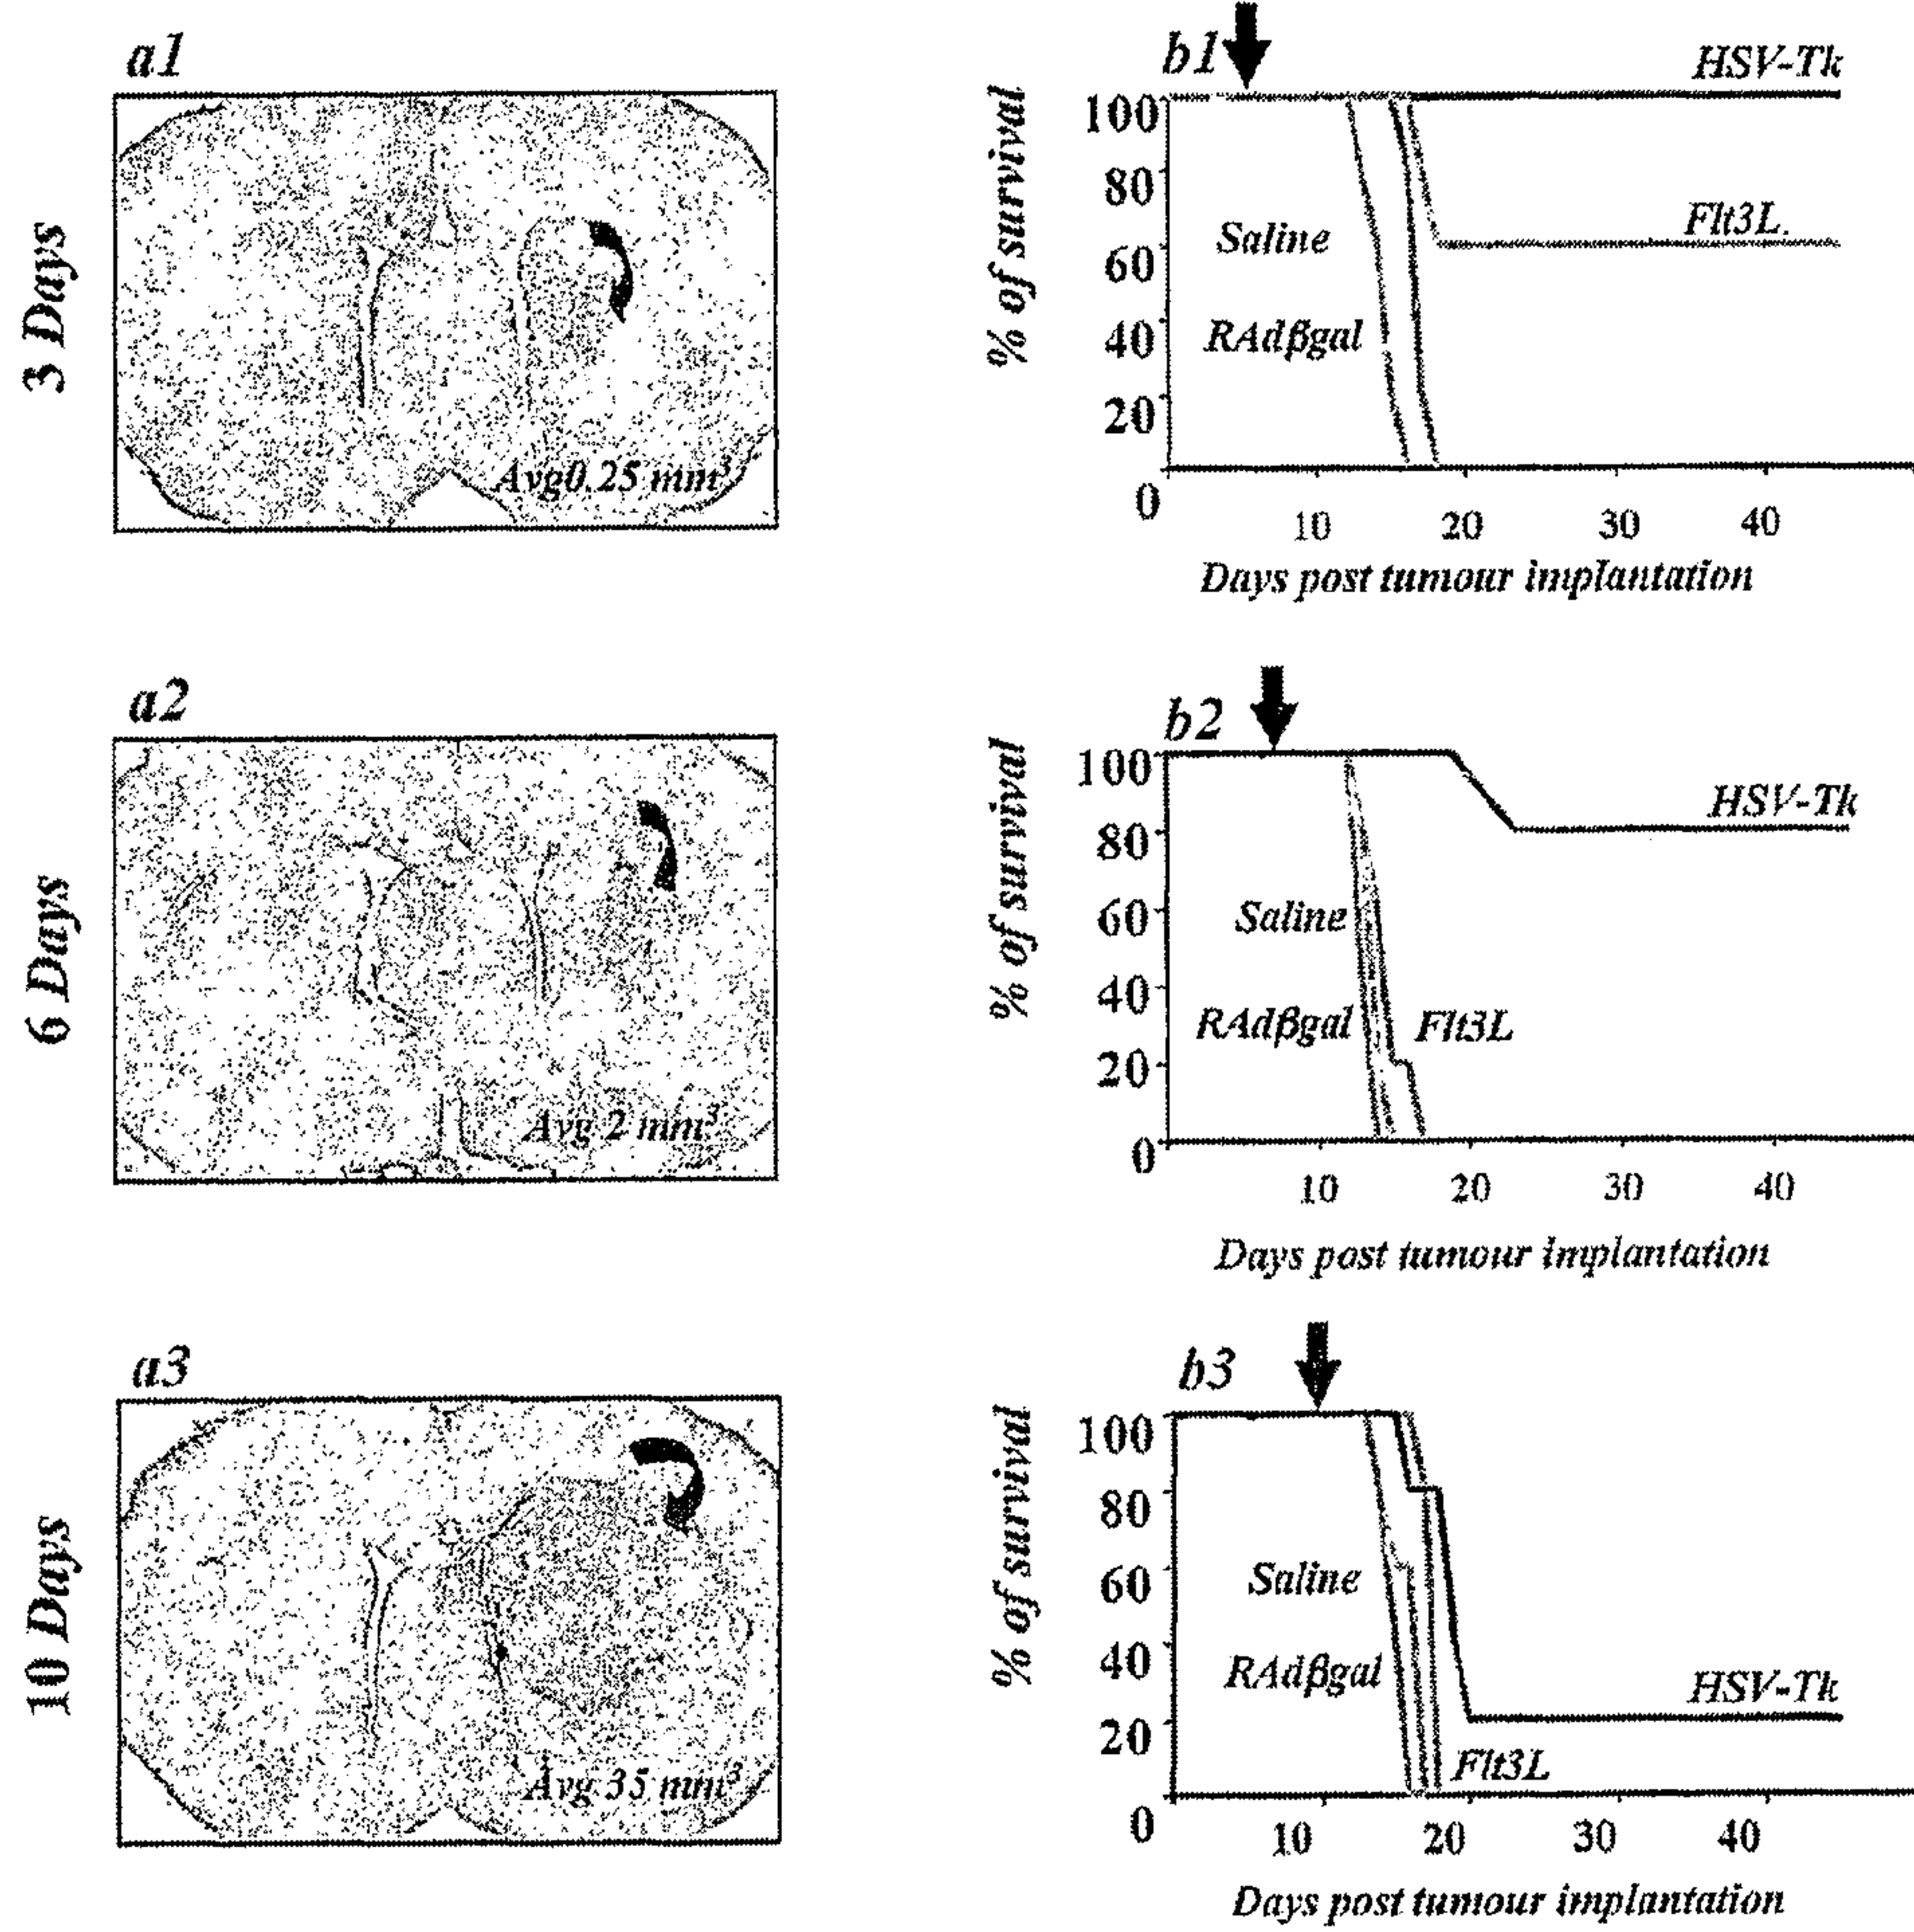 3 Days
a1
Avg0.25 mm³
b1
% of survival
100
80
60
40
20
0
HSV-Tk
Flt3L.
Saline
RAdβgal
10 20 30 40
Days post tumour implantation
6 Days
a2
Avg 2 mm³
b2
% of survival
100
80
60
40
20
0
HSV-Tk
Saline
RAdβgal
Flt3L
10 20 30 40
Days post tumour implantation
10 Days
a3
Avg.35 mm³
b3
% of survival
100
80
60
40
20
0
Saline
RAdβgal
HSV-Tk
Flt3L
10 20 30 40
Days post tumour implantation